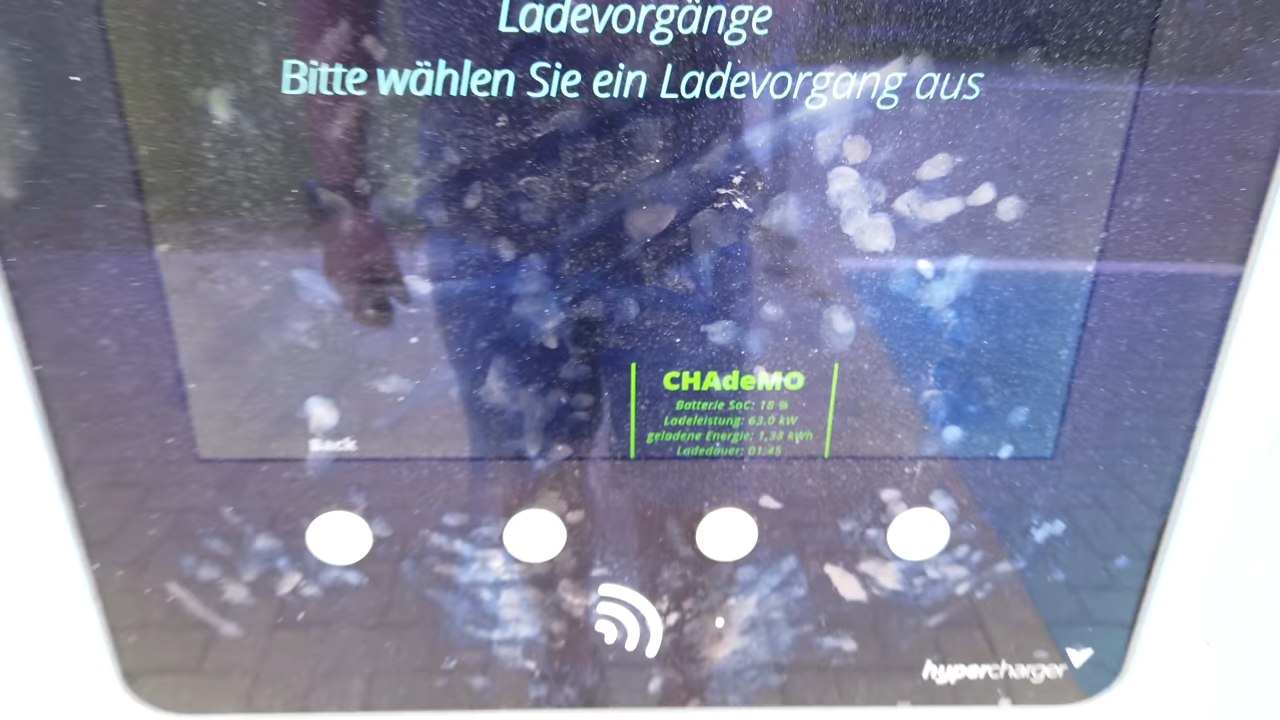 Ladevorgänge
Bitte wählen Sie ein Ladevorgang aus
CHAdeMO
Batterie SoC: 18 %
Ladeleistung: 63.0 kW
geladene Energie: 1,33 kWh
Ladedauer: 01:45
Back
hypercharger